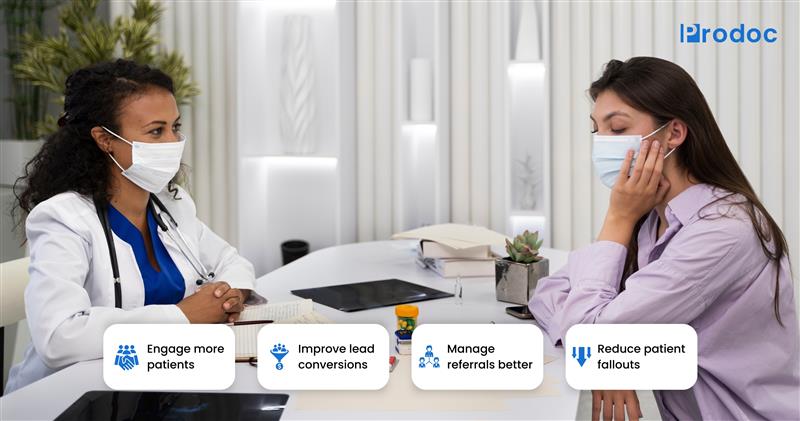 Prodoc
Engage more
patients
Improve lead
conversions
Manage
referrals better
Reduce patient
fallouts